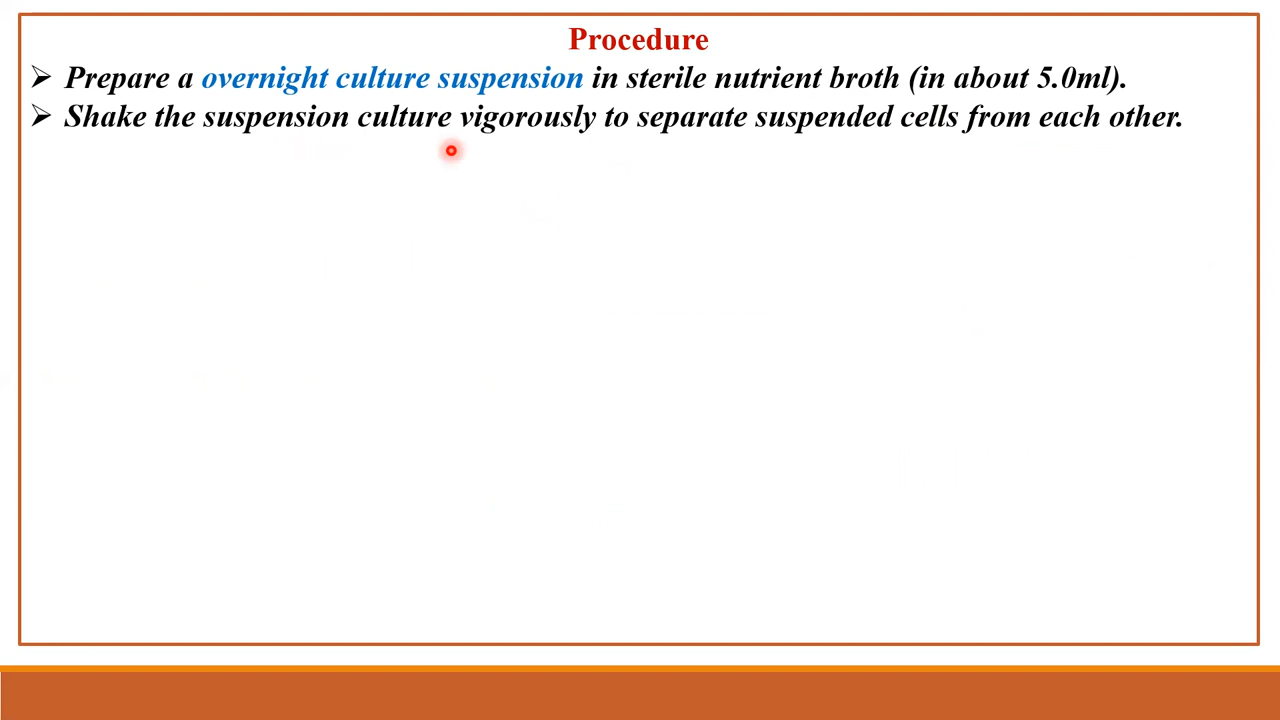 Procedure
➢ Prepare a overnight culture suspension in sterile nutrient broth (in about 5.0ml).
➢ Shake the suspension culture vigorously to separate suspended cells from each other.